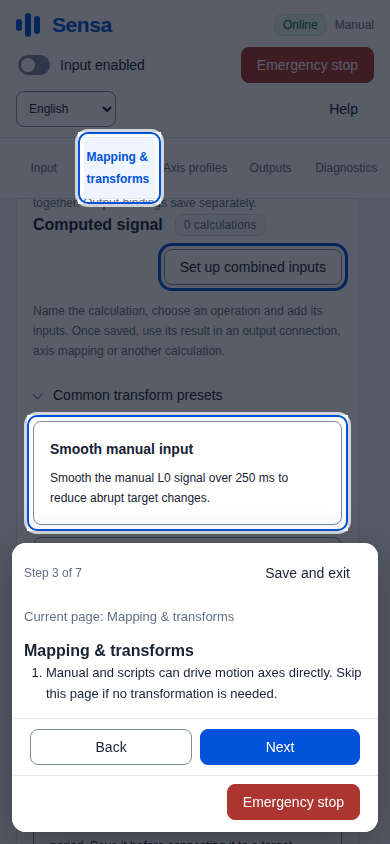 Sensa
Online
Manual
Input enabled
Emergency stop
English
Help
Input
Mapping &
transforms
Axis profiles
Outputs
Diagnostics
together. Output bindings save separately.
Computed signal
0 calculations
Set up combined inputs
Name the calculation, choose an operation and add its
inputs. Once saved, use its result in an output connection,
axis mapping or another calculation.
Common transform presets
Smooth manual input
Smooth the manual L0 signal over 250 ms to
reduce abrupt target changes.
Step 3 of 7
Save and exit
Current page: Mapping & transforms
Mapping & transforms
1. Manual and scripts can drive motion axes directly. Skip
this page if no transformation is needed.
Back
Next
Emergency stop